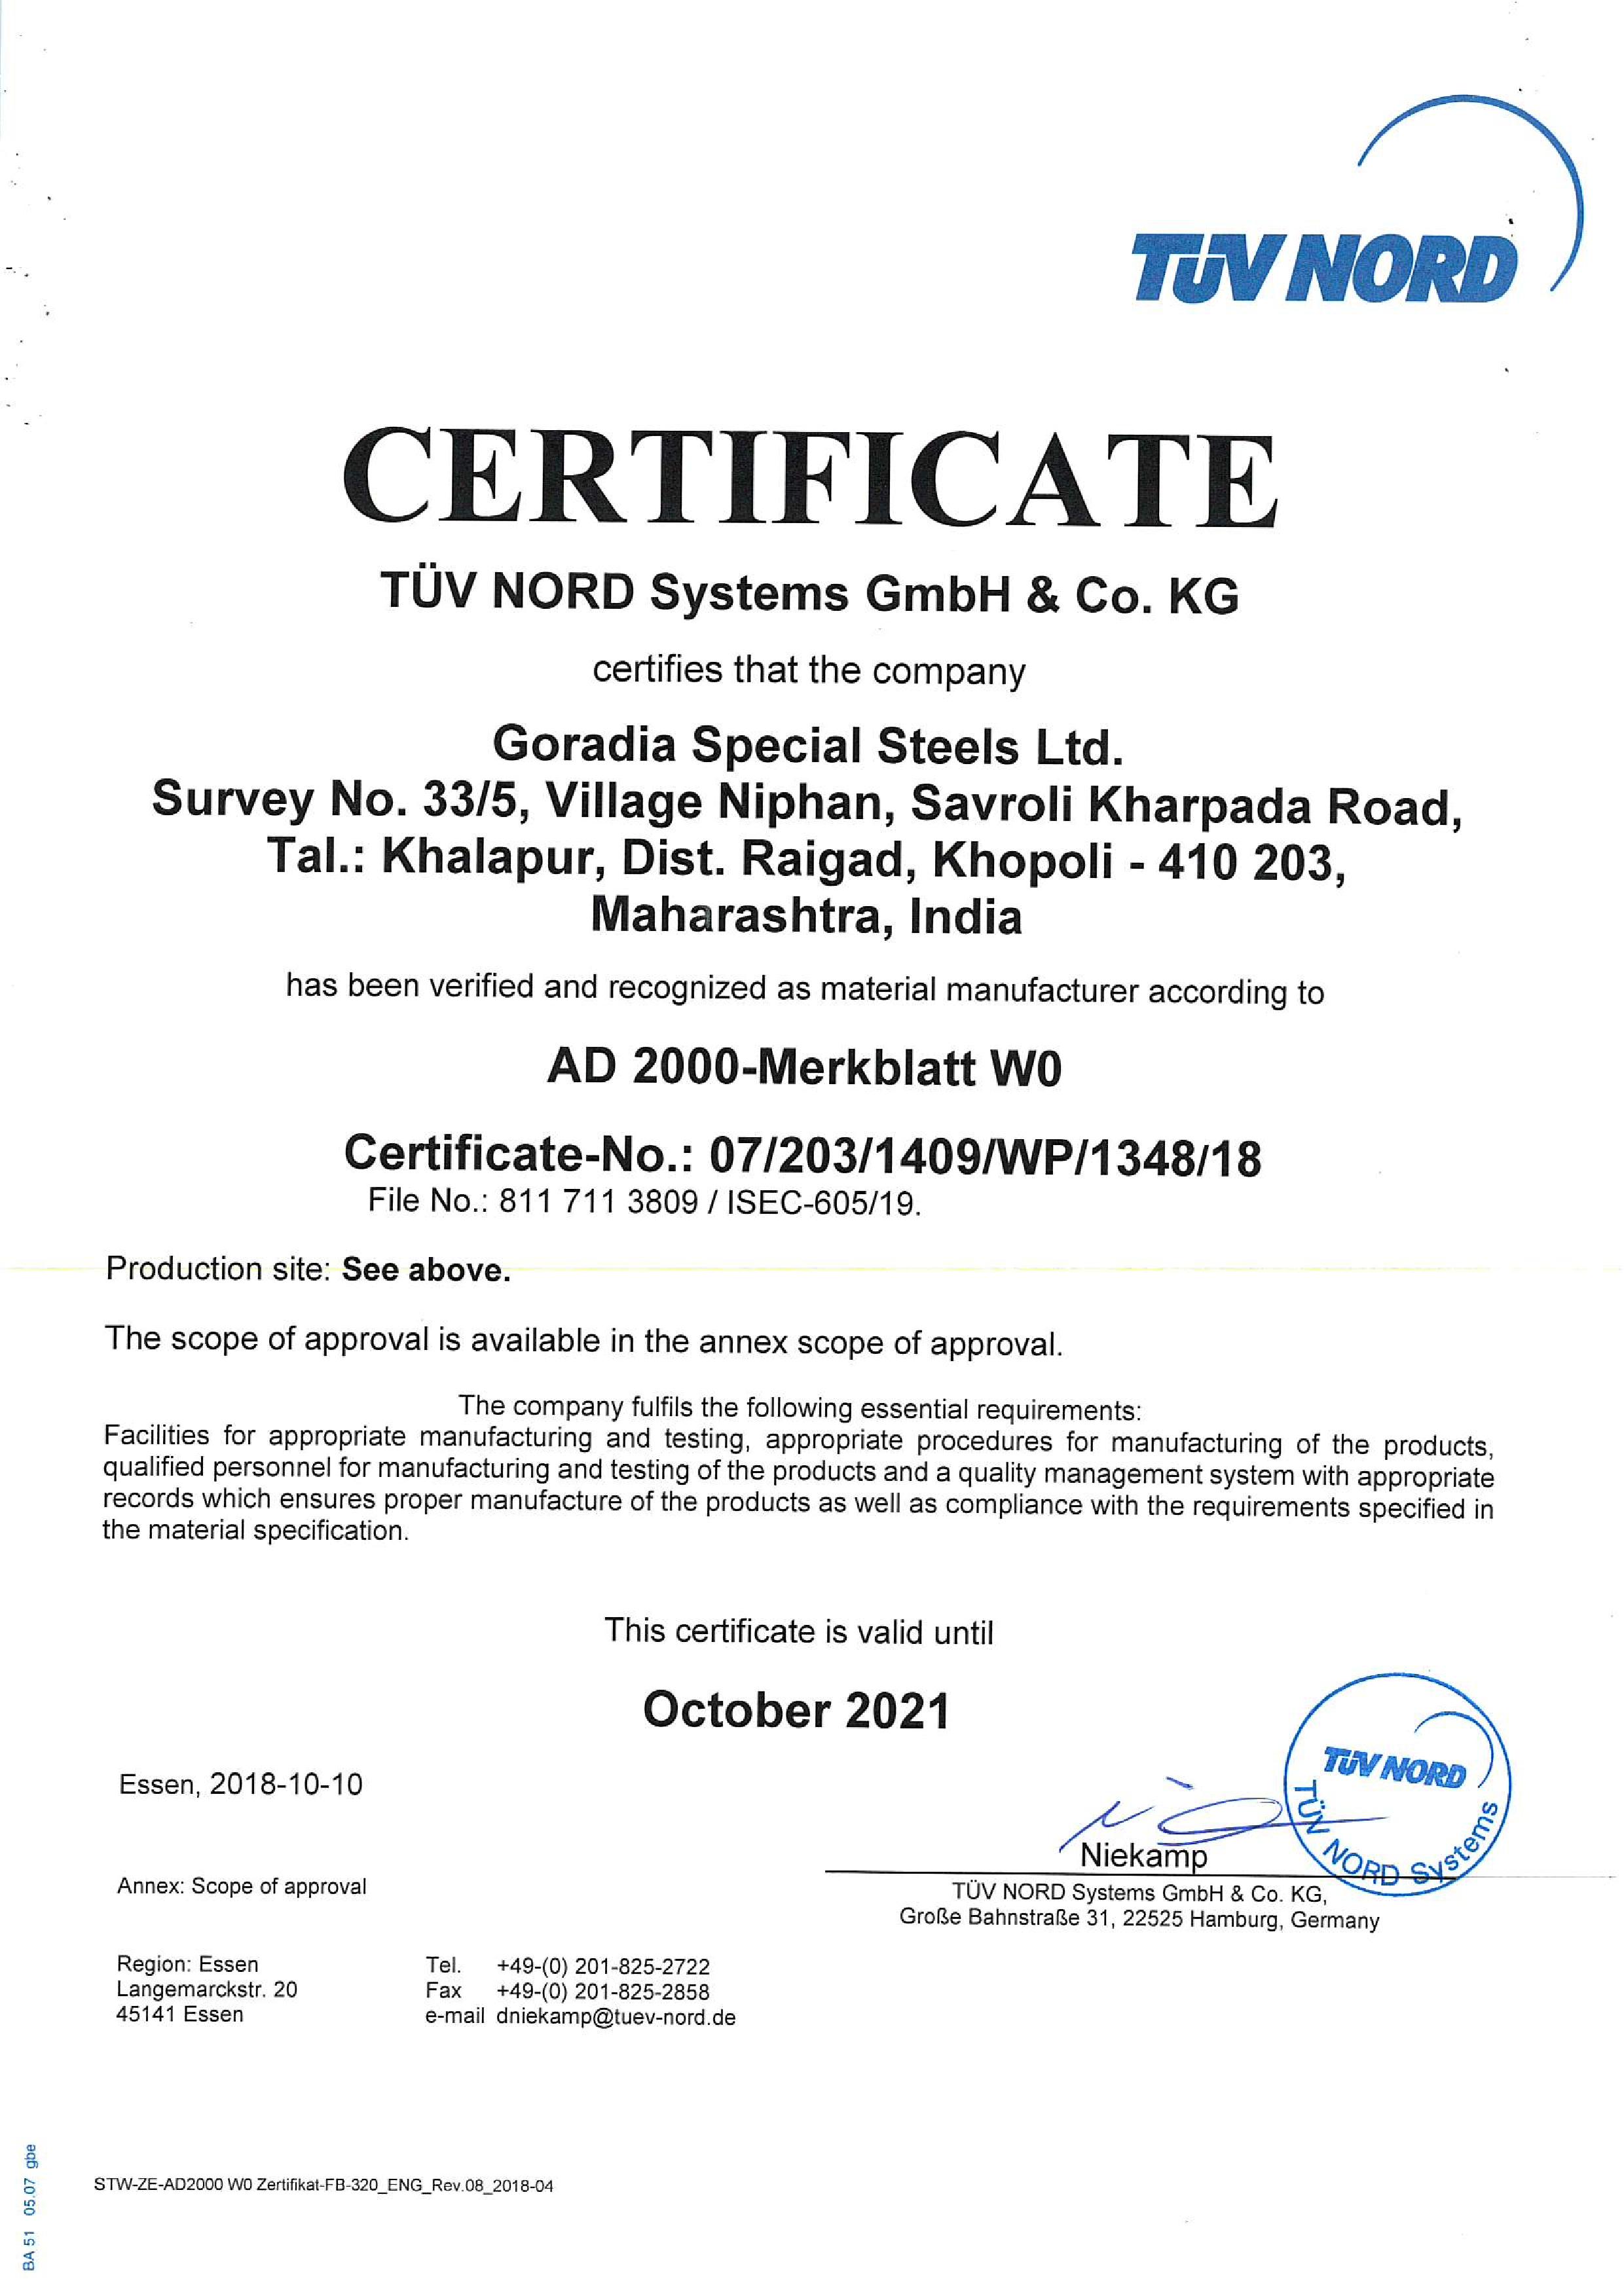 TÜV NORD
CERTIFICATE
TÜV NORD Systems GmbH & Co. KG
certifies that the company
Goradia Special Steels Ltd.
Survey No. 33/5, Village Niphan, Savroli Kharpada Road,
Tal.: Khalapur, Dist. Raigad, Khopoli - 410 203,
Maharashtra, India
has been verified and recognized as material manufacturer according to
AD 2000-Merkblatt W0
Certificate-No.: 07/203/1409/WP/1348/18
File No.: 811 711 3809 / ISEC-605/19.
Production site: See above.
The scope of approval is available in the annex scope of approval.
The company fulfils the following essential requirements:
Facilities for appropriate manufacturing and testing, appropriate procedures for manufacturing of the products,
qualified personnel for manufacturing and testing of the products and a quality management system with appropriate
records which ensures proper manufacture of the products as well as compliance with the requirements specified in
the material specification.
This certificate is valid until
October 2021
Essen, 2018-10-10
TÜV NORD
TÜV NORD Systems
Niekamp
Annex: Scope of approval
TÜV NORD Systems GmbH & Co. KG,
Große Bahnstraße 31, 22525 Hamburg, Germany
Region: Essen
Langemarckstr. 20
45141 Essen
Tel. +49-(0) 201-825-2722
Fax +49-(0) 201-825-2858
e-mail dniekamp@tuev-nord.de
STW-ZE-AD2000 W0 Zertifikat-FB-320_ENG_Rev.08_2018-04
BA 51 05.07 gbe